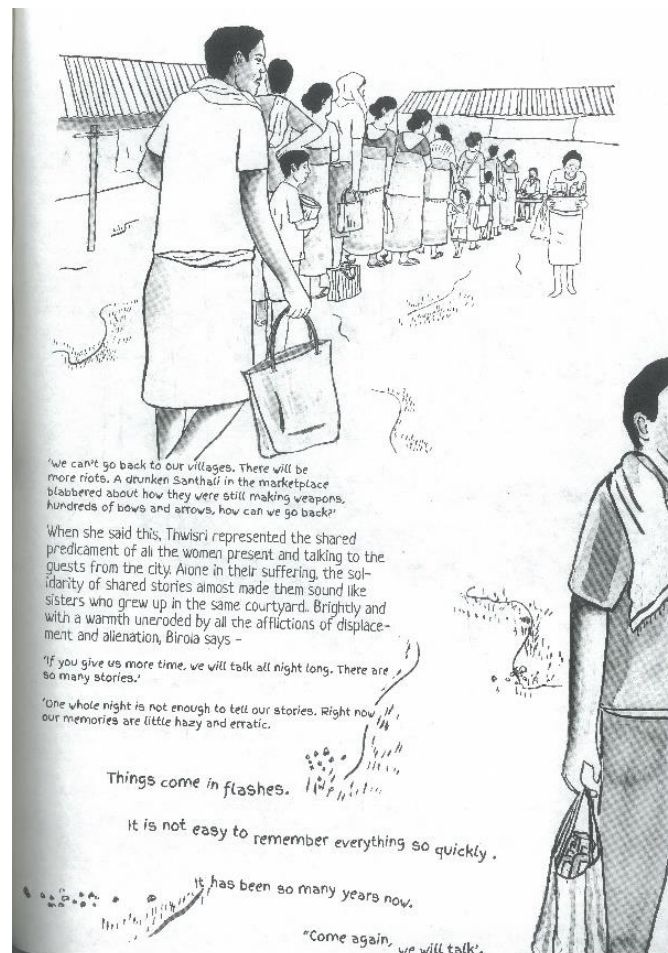 'We can't go back to our villages. There will be
more riots. A drunken Santhali in the marketplace
blabbered about how they were still making weapons,
hundreds of bows and arrows, how can we go back?'
When she said this, Thwisri represented the shared
predicament of all the women present and talking to the
guests from the city. Alone in their suffering, the sol-
idarity of shared stories almost made them sound like
sisters who grew up in the same courtyard. Brightly and
with a warmth uneroded by all the afflictions of displace-
ment and alienation, Birola says -
'If you give us more time, we will talk all night long. There are
so many stories.'
'One whole night is not enough to tell our stories. Right now
our memories are little hazy and erratic.
Things come in flashes.
It is not easy to remember everything so quickly.
It has been so many years now.
"Come again, we will talk'.